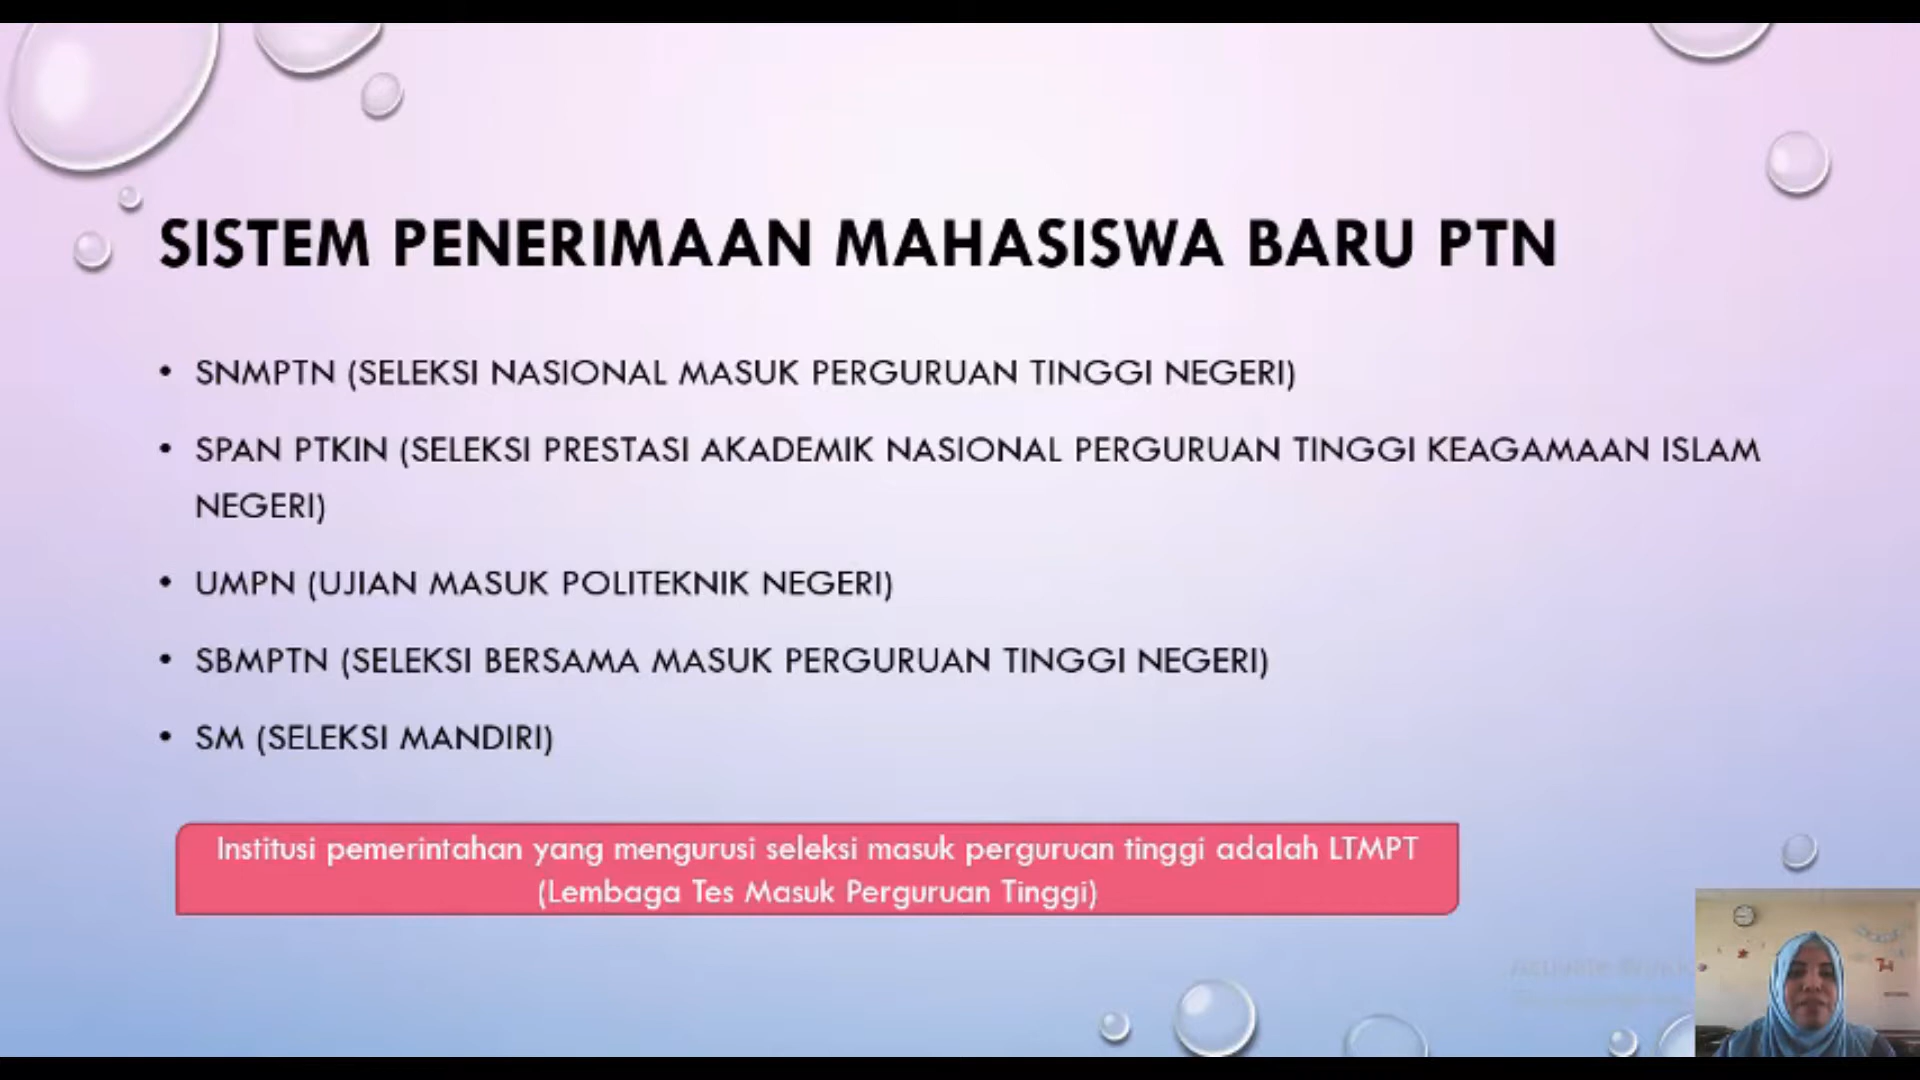 SISTEM PENERIMAAN MAHASISWA BARU PTN
• SNMPTN (SELEKSI NASIONAL MASUK PERGURUAN TINGGI NEGERI)
• SPAN PTKIN (SELEKSI PRESTASI AKADEMIK NASIONAL PERGURUAN TINGGI KEAGAMAAN ISLAM
NEGERI)
• UMPN (UJIAN MASUK POLITEKNIK NEGERI)
• SBMPTN (SELEKSI BERSAMA MASUK PERGURUAN TINGGI NEGERI)
• SM (SELEKSI MANDIRI)
Institusi pemerintahan yang mengurusi seleksi masuk perguruan tinggi adalah LTMPT
(Lembaga Tes Masuk Perguruan Tinggi)